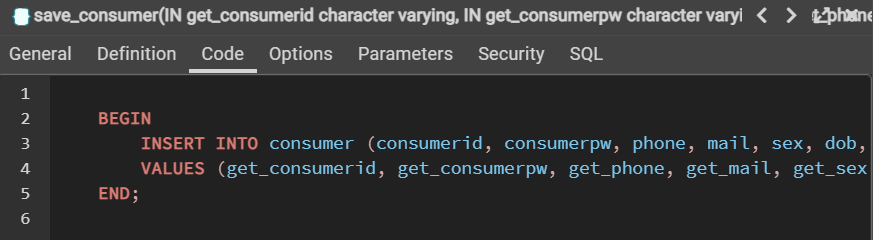 save_consumer(IN get_consumerid character varying, IN get_consumerpw character varyi
General Definition Code Options Parameters Security SQL
1
2 BEGIN
3 INSERT INTO consumer (consumerid, consumerpw, phone, mail, sex, dob,
4 VALUES (get_consumerid, get_consumerpw, get_phone, get_mail, get_sex
5 END;
6